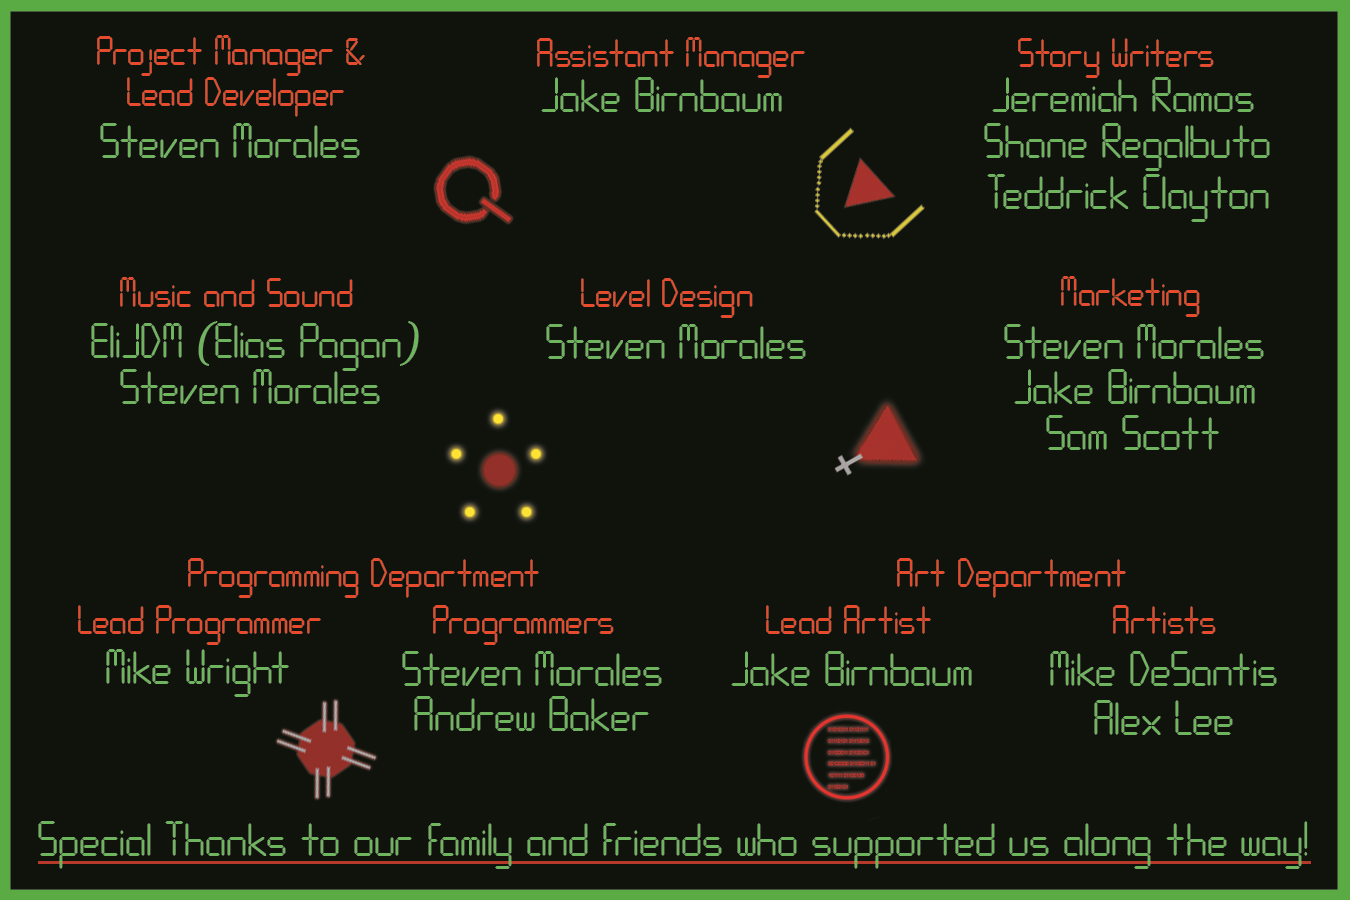 Project Manager &
Lead Developer
Steven Morales
Assistant Manager
Jake Birnbaum
Story Writers
Jeremiah Ramos
Shane Regalbuto
Teddrick Clayton
Music and Sound
EliJDM (Elias Pagan)
Steven Morales
Level Design
Steven Morales
Marketing
Steven Morales
Jake Birnbaum
Sam Scott
Programming Department
Lead Programmer
Mike Wright
Programmers
Steven Morales
Andrew Baker
Art Department
Lead Artist
Jake Birnbaum
Artists
Mike DeSantis
Alex Lee
Special Thanks to our family and friends who supported us along the way!